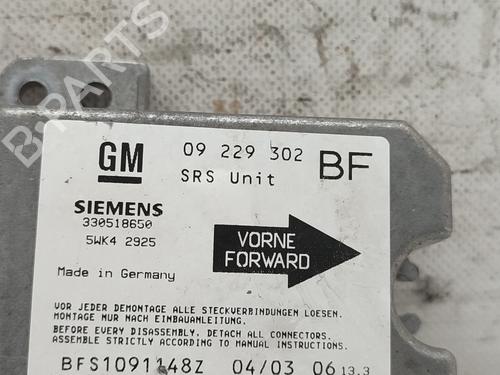 GM
09 229 302 BF
SRS Unit
SIEMENS
330518650
5WK4 2925
VORNE
FORWARD
Made in Germany
VOR JEDER DEMONTAGE ALLE STECKVERBINDUNGEN LOESEN.
MONTAGE NUR NACH EINBAUANLEITUNG.
BEFORE EVERY DISASSEMBLY, DETACH ALL CONNECTORS.
ASSEMBLE STRICTLY ACCORDING TO MANUAL INSTRUCTIONS.
BFS1091148Z 04/03 06 13.3
B-PARTS